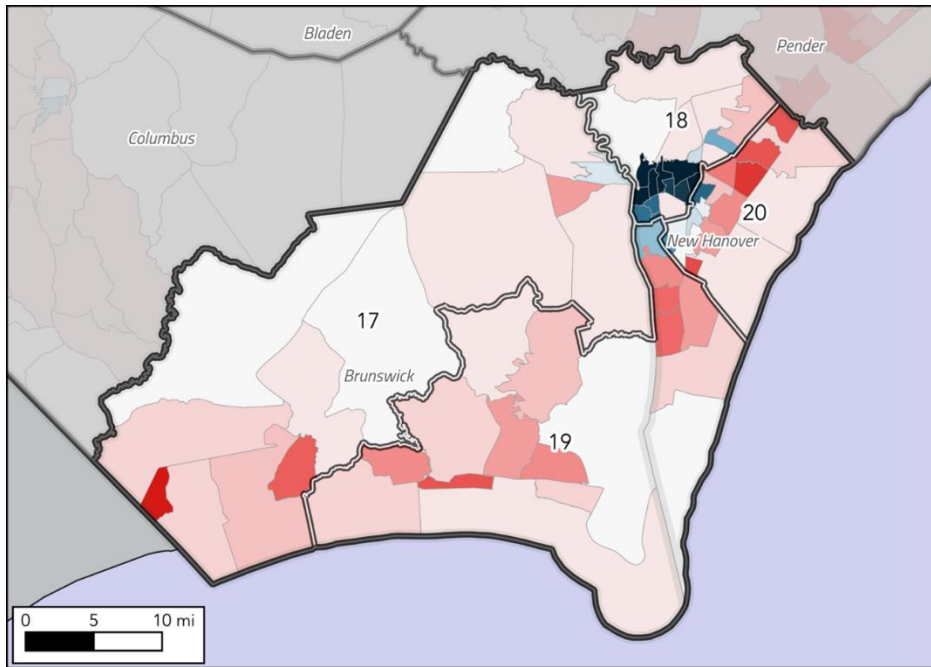 Bladen
Pender
Columbus
18
20
New Hanover
17
Brunswick
19
0 5 10 mi